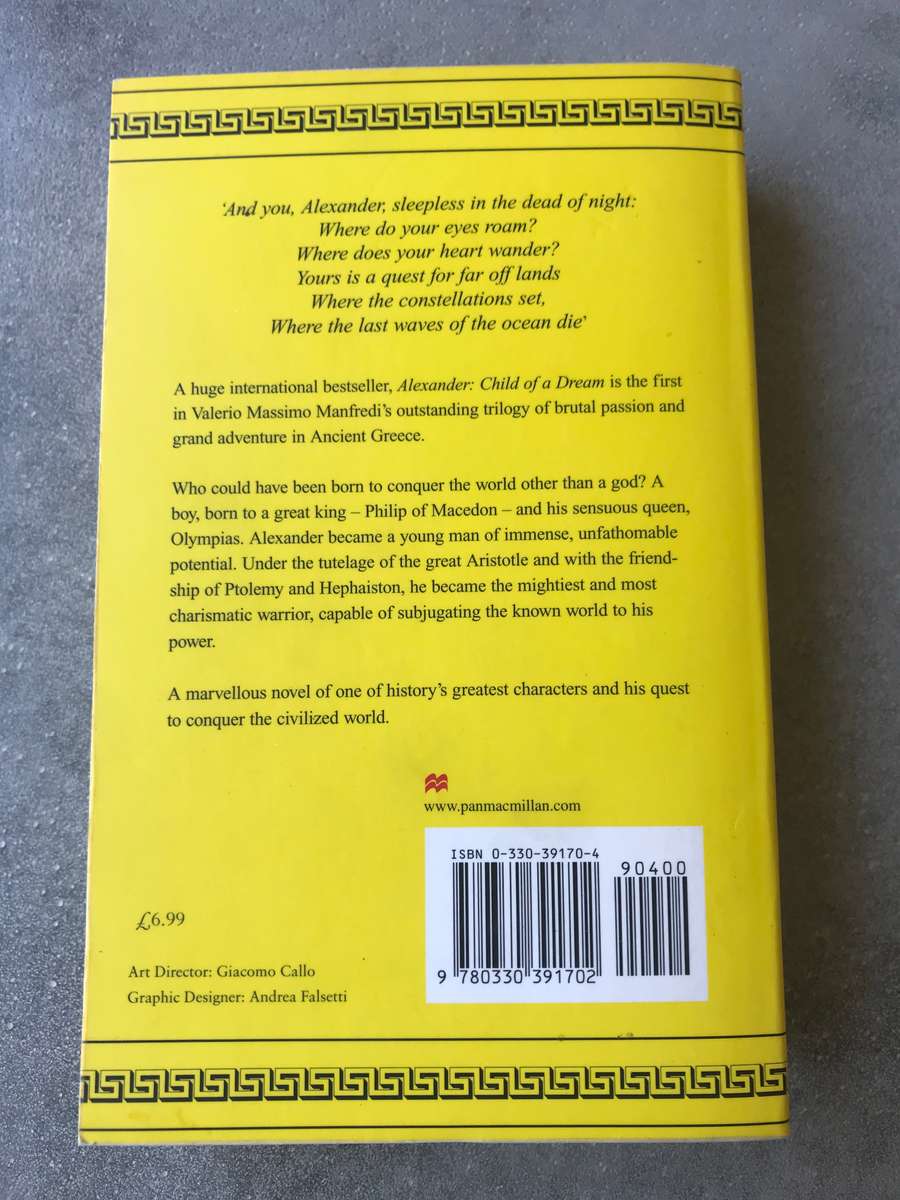 ‘And you, Alexander, sleepless in the dead of night:
Where do your eyes roam?
Where does your heart wander?
Yours is a quest for far off lands
Where the constellations set,
Where the last waves of the ocean die’
A huge international bestseller, Alexander: Child of a Dream is the first
in Valerio Massimo Manfredi’s outstanding trilogy of brutal passion and
grand adventure in Ancient Greece.
Who could have been born to conquer the world other than a god? A
boy, born to a great king – Philip of Macedon – and his sensuous queen,
Olympias. Alexander became a young man of immense, unfathomable
potential. Under the tutelage of the great Aristotle and with the friend-
ship of Ptolemy and Hephaiston, he became the mightiest and most
charismatic warrior, capable of subjugating the known world to his
power.
A marvellous novel of one of history’s greatest characters and his quest
to conquer the civilized world.
www.panmacmillan.com
ISBN 0-330-39170-4
90400
9 780330 391702
£6.99
Art Director: Giacomo Callo
Graphic Designer: Andrea Falsetti